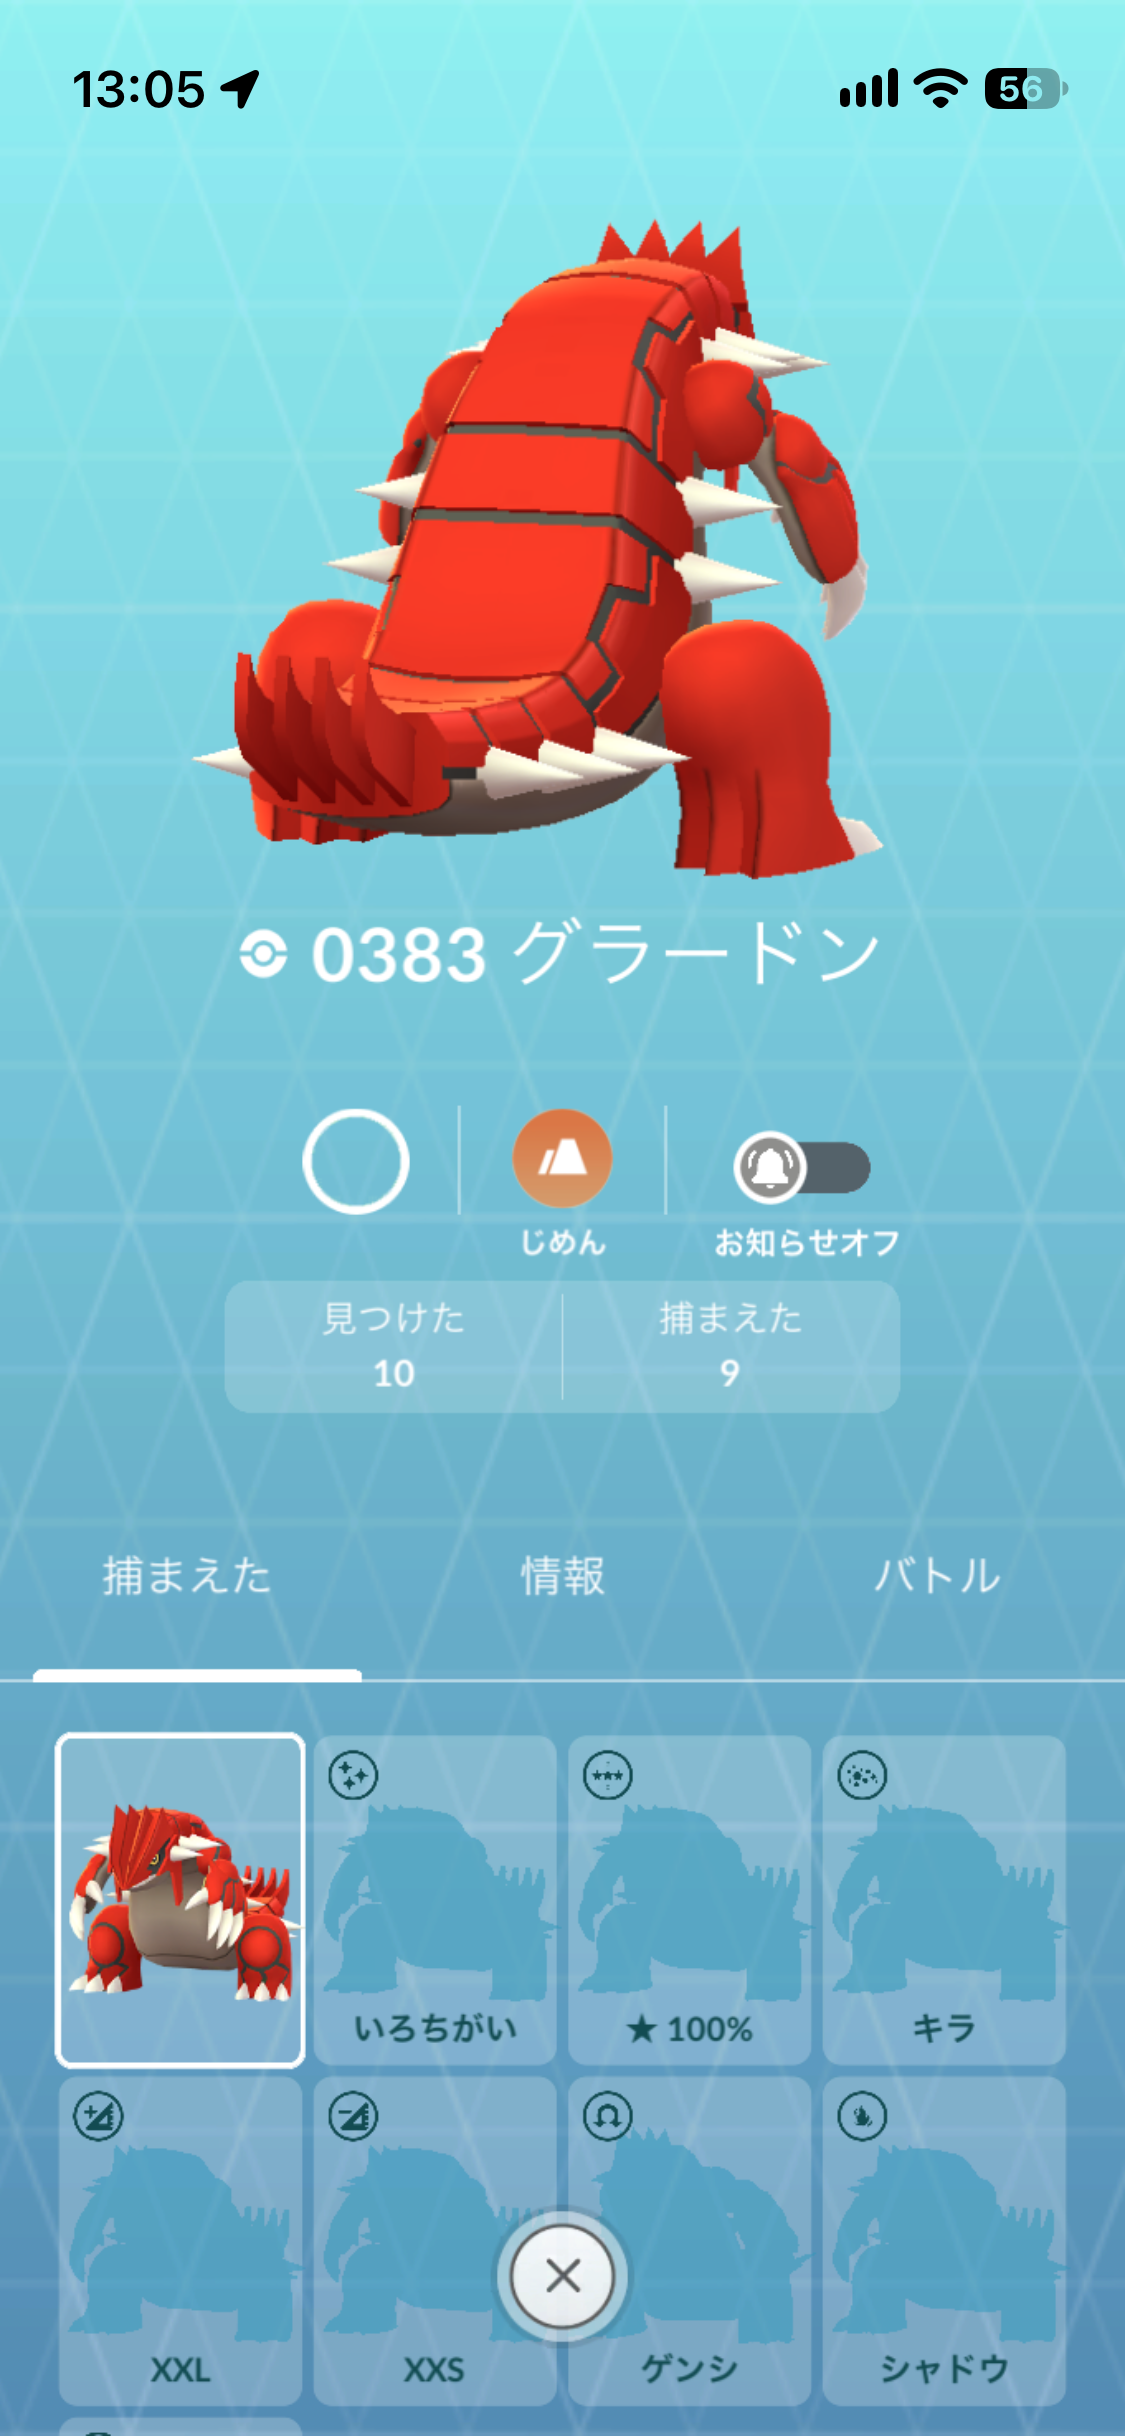 13:05
56
0383 グラードン
じめん
お知らせオフ
見つけた 捕まえた
10 9
捕まえた 情報 バトル
いろちがい ★ 100% キラ
XXL XXS ゲンシ シャドウ